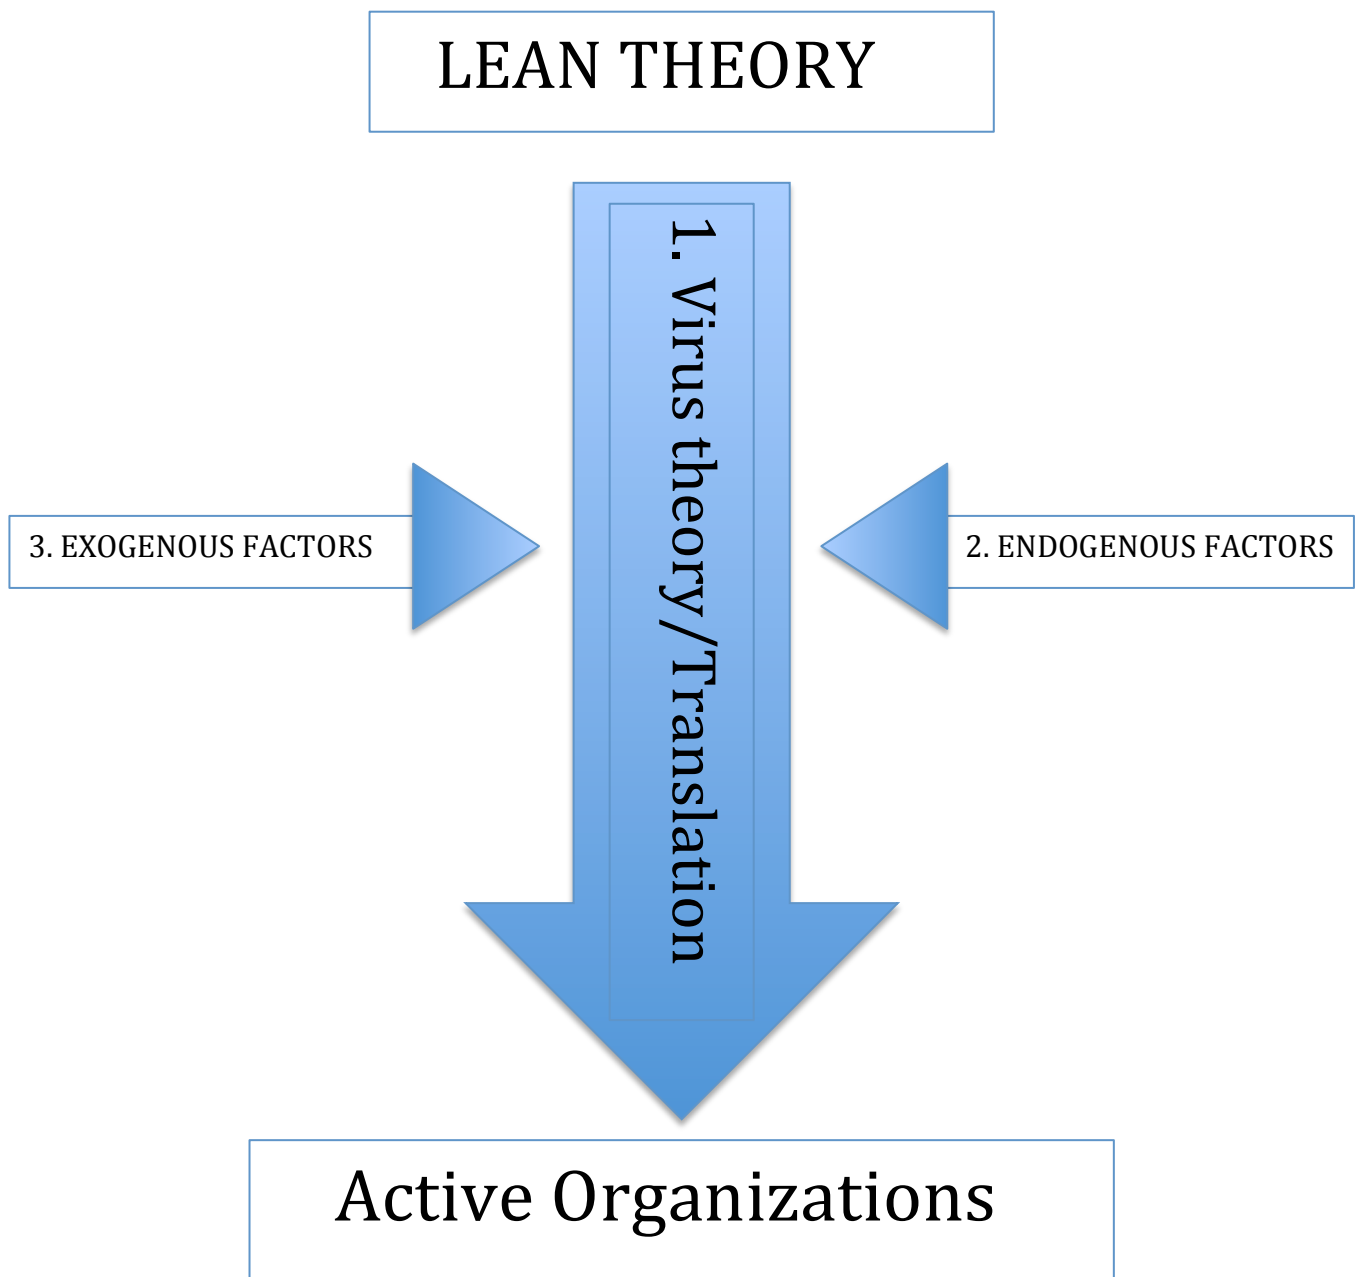 LEAN THEORY
1. Virus theory/Translation
3. EXOGENOUS FACTORS
2. ENDOGENOUS FACTORS
Active Organizations